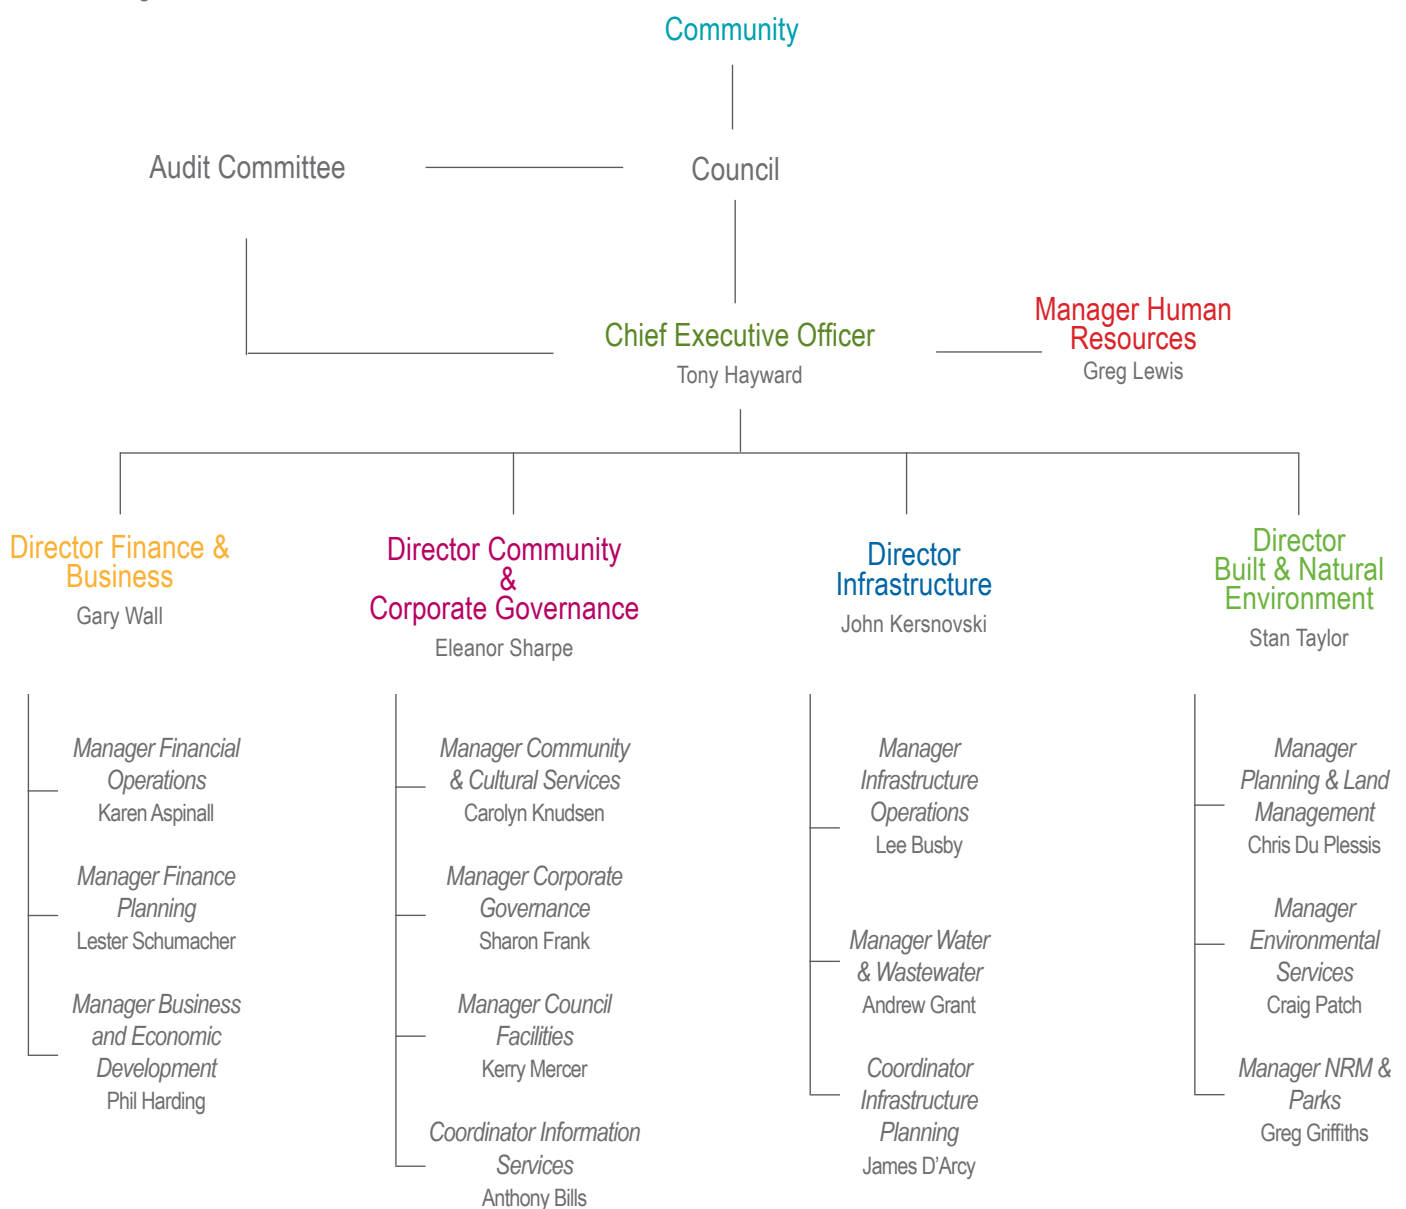 Community
Audit Committee
Council
Chief Executive Officer
Tony Hayward
Manager Human
Resources
Greg Lewis
Director Finance &
Business
Gary Wall
Director Community
&
Corporate Governance
Eleanor Sharpe
Director
Infrastructure
John Kersnovski
Director
Built & Natural
Environment
Stan Taylor
Manager Financial
Operations
Karen Aspinall
Manager Finance
Planning
Lester Schumacher
Manager Business
and Economic
Development
Phil Harding
Manager Community
& Cultural Services
Carolyn Knudsen
Manager Corporate
Governance
Sharon Frank
Manager Council
Facilities
Kerry Mercer
Coordinator Information
Services
Anthony Bills
Manager
Infrastructure
Operations
Lee Busby
Manager Water
& Wastewater
Andrew Grant
Coordinator
Infrastructure
Planning
James D’Arcy
Manager
Planning & Land
Management
Chris Du Plessis
Manager
Environmental
Services
Craig Patch
Manager NRM &
Parks
Greg Griffiths